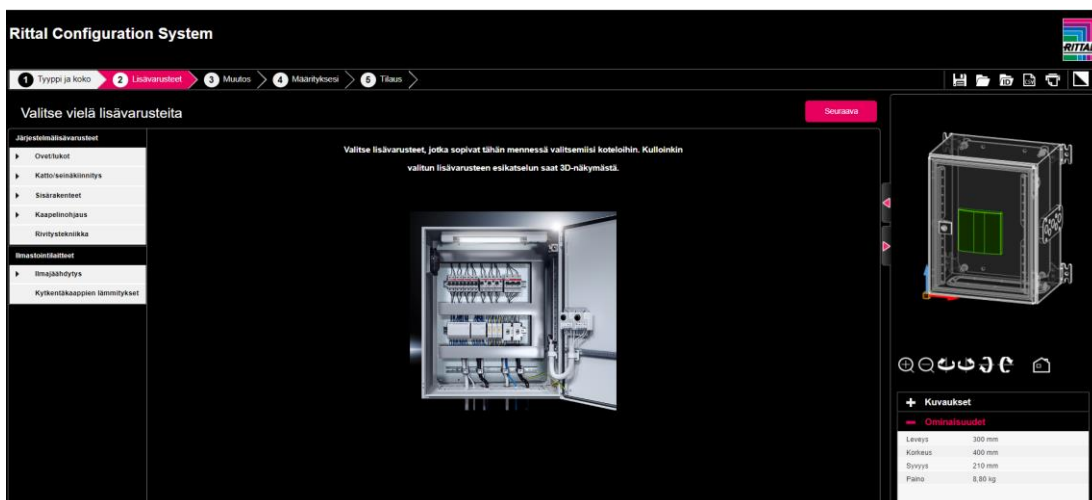 Rittal Configuration System
RITTAL
1 Tyyppi ja koko 2 Lisävarusteet 3 Muutos 4 Määrityksesi 5 Tilaus
Valitse vielä lisävarusteita
Seuraava
Järjestelmälisävarusteet
Ovet/lukot
Katto/seinäkiinnitys
Sisärakenteet
Kaapelinohjaus
Rivitystekniikka
Ilmastointilaitteet
Ilmajäähdytys
Kytkentäkaappien lämmitykset
Valitse lisävarusteet, jotka sopivat tähän mennessä valitsemiisi koteloihin. Kulloinkin
valitun lisävarusteen esikatselun saat 3D-näkymästä.
Kuvaukset
Ominaisuudet
Leveys 300 mm
Korkeus 400 mm
Syvyys 210 mm
Paino 8,80 kg